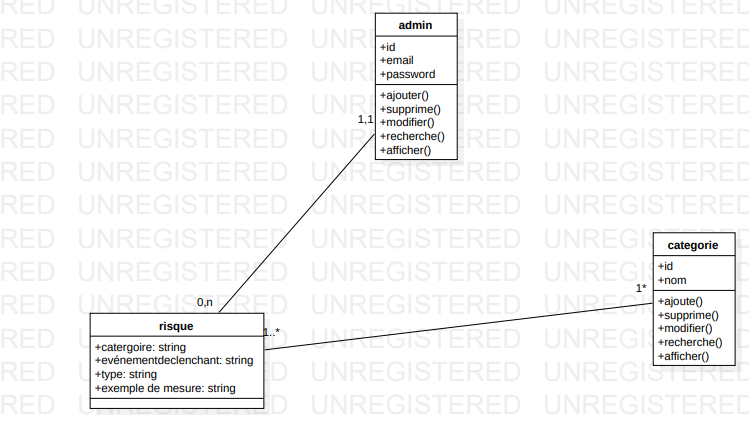 UNREGISTERED
admin
+id
+email
+password
+ajouter()
+supprime()
+modifier()
+recherche()
+afficher()
1,1
0,n
risque
+catergoire: string
+evénementdeclenchant: string
+type: string
+exemple de mesure: string
1..*
1*
categorie
+id
+nom
+ajoute()
+supprime()
+modifier()
+recherche()
+afficher()